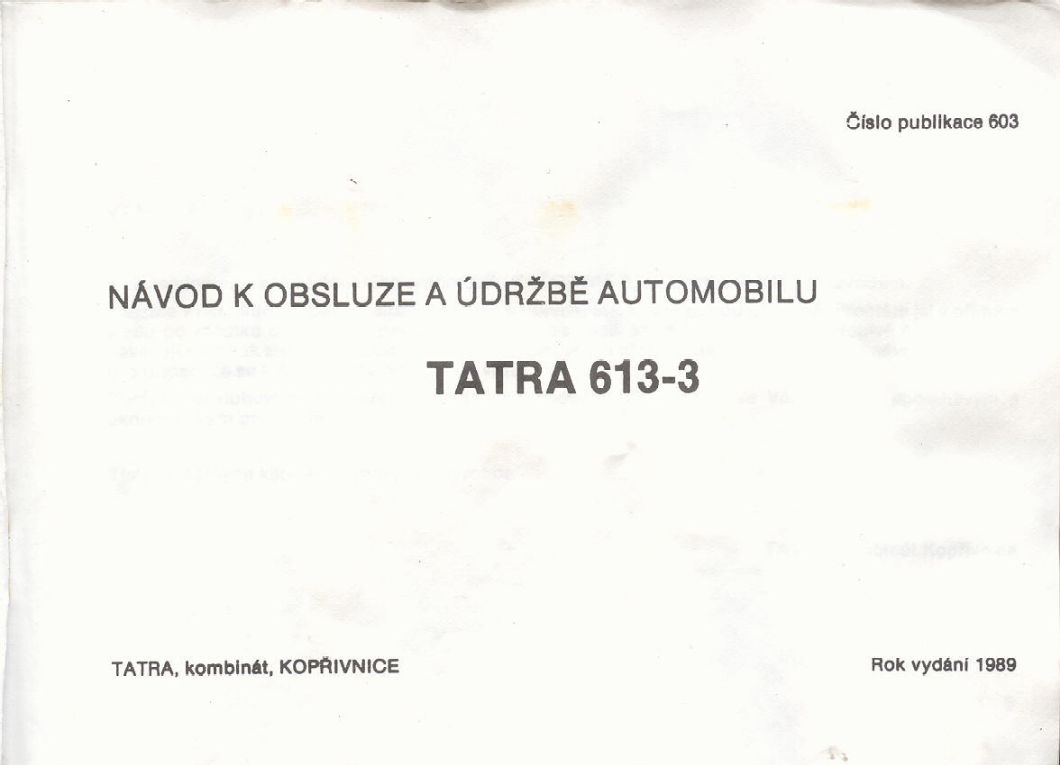 Číslo publikace 603
NÁVOD K OBSLUZE A ÚDRŽBĚ AUTOMOBILU
TATRA 613-3
TATRA, kombinát, KOPŘIVNICE
Rok vydání 1989